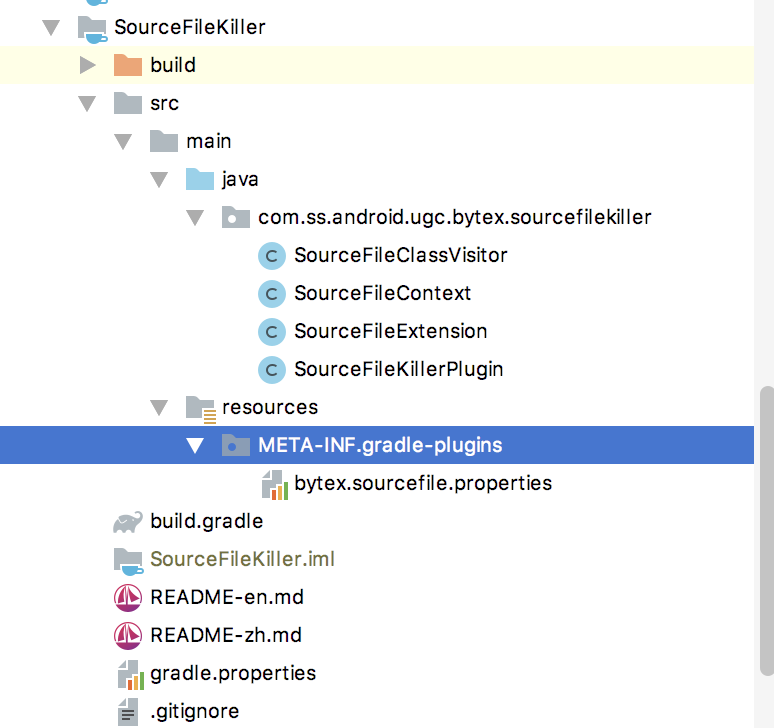 SourceFileKiller
build
src
main
java
com.ss.android.ugc.bytex.sourcefilekiller
C SourceFileClassVisitor
C SourceFileContext
C SourceFileExtension
C SourceFileKillerPlugin
resources
META-INF.gradle-plugins
bytex.sourcefile.properties
build.gradle
SourceFileKiller.iml
README-en.md
README-zh.md
gradle.properties
.gitignore